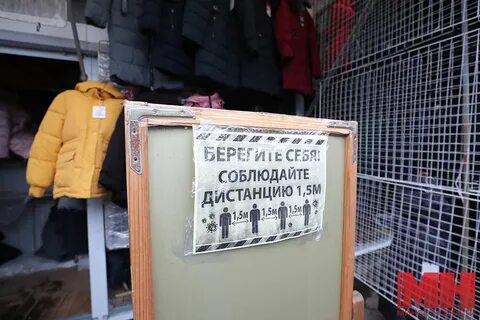 БЕРЕГИТЕ СЕБЯ!
СОБЛЮДАЙТЕ
ДИСТАНЦИЮ 1,5М
1,5м 1,5м 1,5м
МН